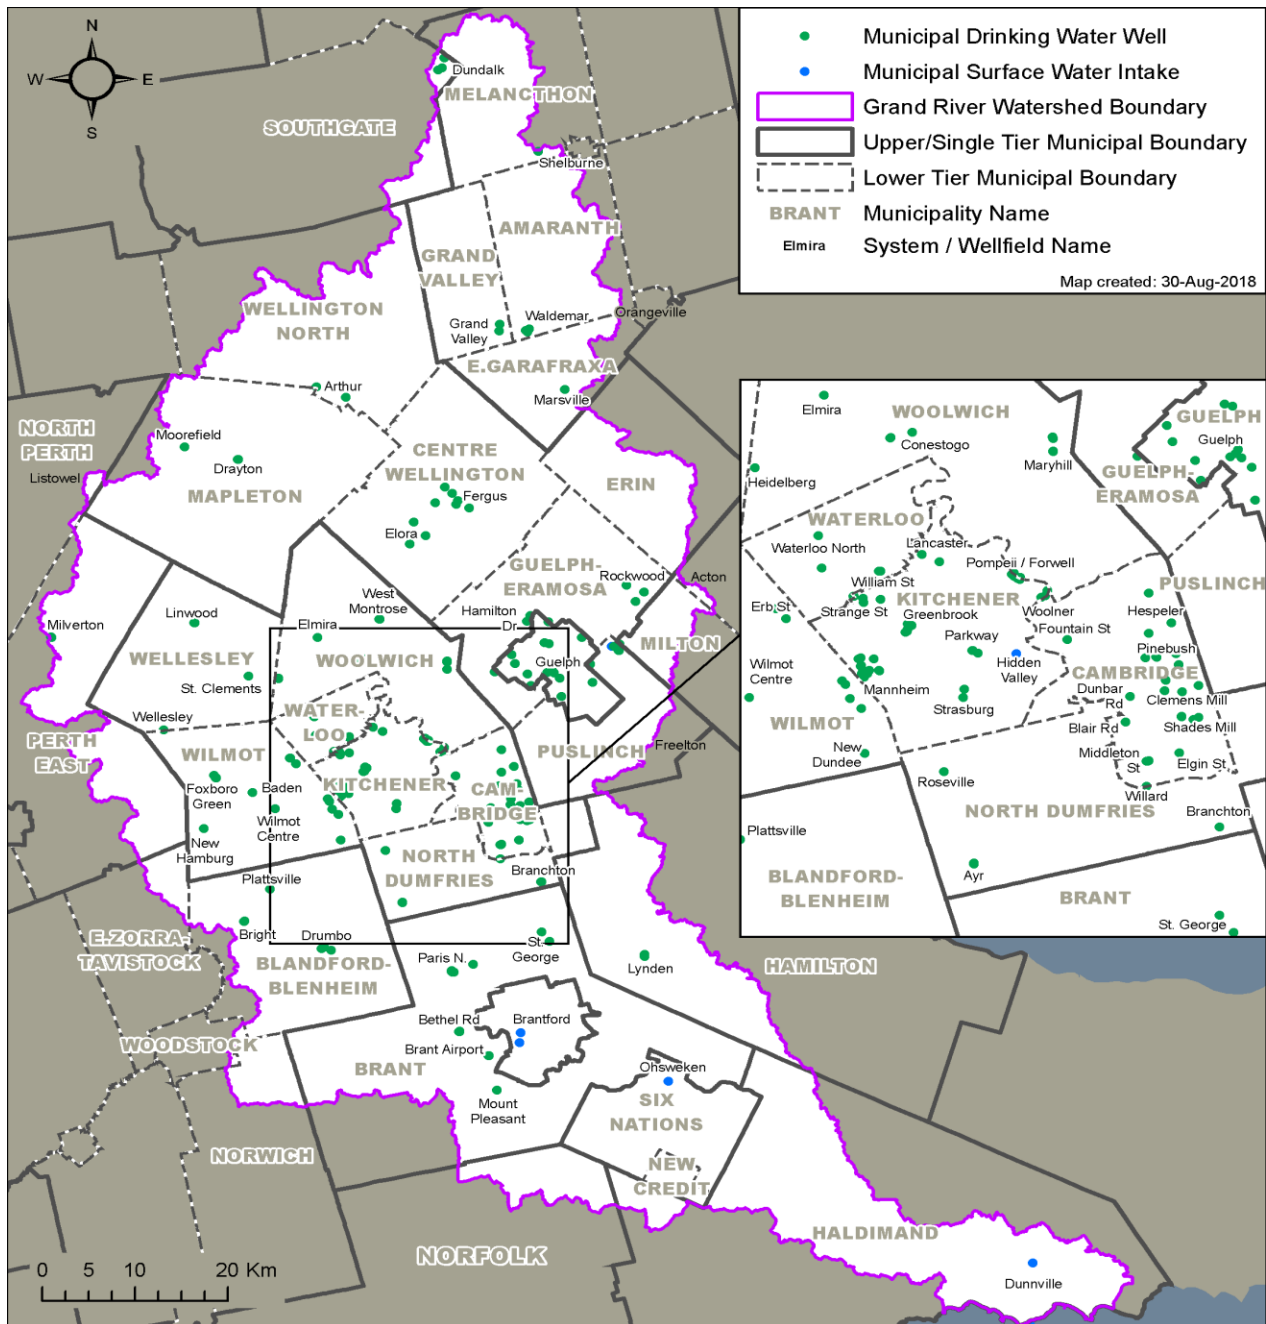 N
W
E
S
Municipal Drinking Water Well
Municipal Surface Water Intake
Grand River Watershed Boundary
Upper/Single Tier Municipal Boundary
Lower Tier Municipal Boundary
BRANT
Municipality Name
Elmira
System / Wellfield Name
Map created: 30-Aug-2018
Dundalk
MELANCTHON
SOUTHGATE
Shelburne
AMARANTH
GRAND
VALLEY
WELLINGTON
NORTH
Grand
Valley
Waldemar
Orangeville
E.GARAFRAXA
Marsville
Arthur
NORTH
PERTH
Listowel
Moorefield
Drayton
MAPLETON
CENTRE
WELLINGTON
Fergus
Elora
ERIN
GUELPH-
ERAMOSA
Rockwood
Acton
West
Montrose
Hamilton
Dr
Linwood
Elmira
Milverton
WELLESLEY
WOOLWICH
Guelph
MILTON
St. Clements
WATER-
LOO
Wellesley
PERTH
EAST
WILMOT
PUSLINCH
Freelton
Foxboro
Green
Baden
KITCHENER
CAM-
BRIDGE
Wilmot
Centre
New
Hamburg
NORTH
DUMFRIES
Branchton
Plattsville
Bright
Drumbo
E.ZORRA-
TAVISTOCK
BLANDFORD-
BLENHEIM
Paris N.
St.
George
Lynden
HAMILTON
Bethel Rd
Brantford
Brant Airport
WOODSTOCK
BRANT
Ohsweken
Mount
Pleasant
SIX
NATIONS
NORWICH
NEW
CREDIT
HALDIMAND
NORFOLK
Dunnville
0 5 10 20 Km
Elmira
WOOLWICH
Conestogo
Maryhill
GUELPH
Guelph
GUELPH-
ERAMOSA
Heidelberg
WATERLOO
Waterloo North
Lancaster
Pompeii / Forwell
PUSLINCH
William St
KITCHENER
Erb St
Strange St
Greenbrook
Woolner
Hespeler
Parkway
Fountain St
Pinebush
Wilmot
Centre
Mannheim
Hidden
Valley
CAMBRIDGE
Strasburg
Dunbar
Rd
Clemens Mill
WILMOT
Blair Rd
Shades Mill
New
Dundee
Middleton
St
Elgin St
Roseville
Willard
NORTH DUMFRIES
Branchton
Plattsville
Ayr
BLANDFORD-
BLENHEIM
BRANT
St. George